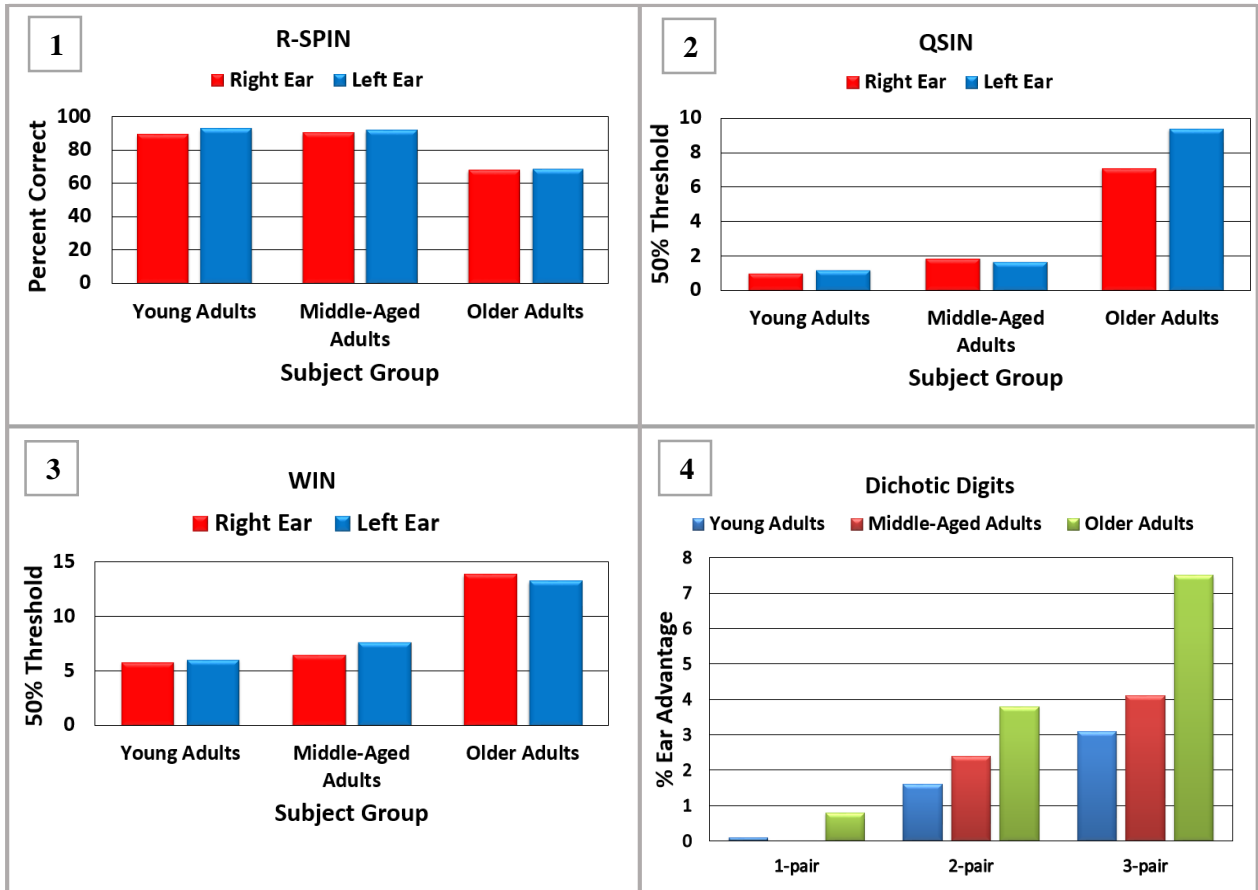 1
R-SPIN
Right Ear Left Ear
Percent Correct
100
80
60
40
20
0
Young Adults Middle-Aged Older Adults
Adults
Subject Group
2
QSIN
Right Ear Left Ear
50% Threshold
10
8
6
4
2
0
Young Adults Middle-Aged Older Adults
Adults
Subject Group
3
WIN
Right Ear Left Ear
50% Threshold
15
10
5
0
Young Adults Middle-Aged Older Adults
Adults
Subject Group
4
Dichotic Digits
Young Adults Middle-Aged Adults Older Adults
% Ear Advantage
8
7
6
5
4
3
2
1
0
1-pair 2-pair 3-pair